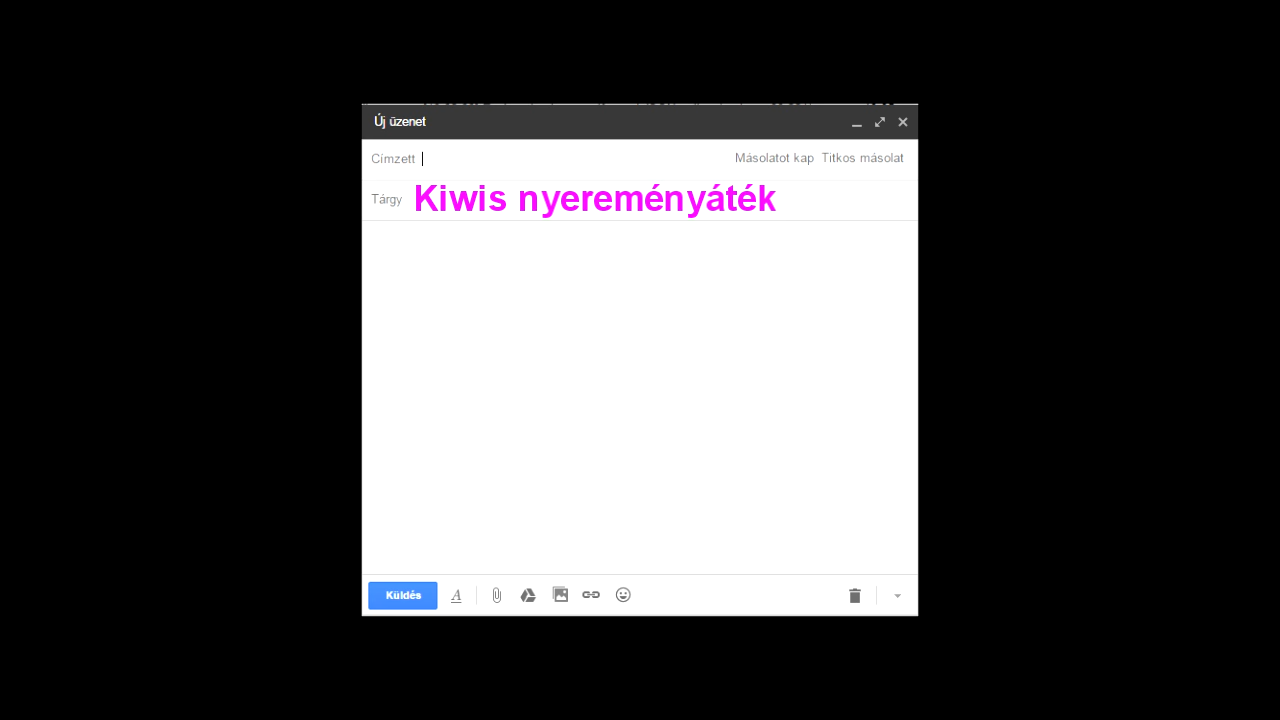 Új üzenet
Címzett Másolatot kap Titkos másolat
Tárgy Kiwis nyereményáték
Küldés A